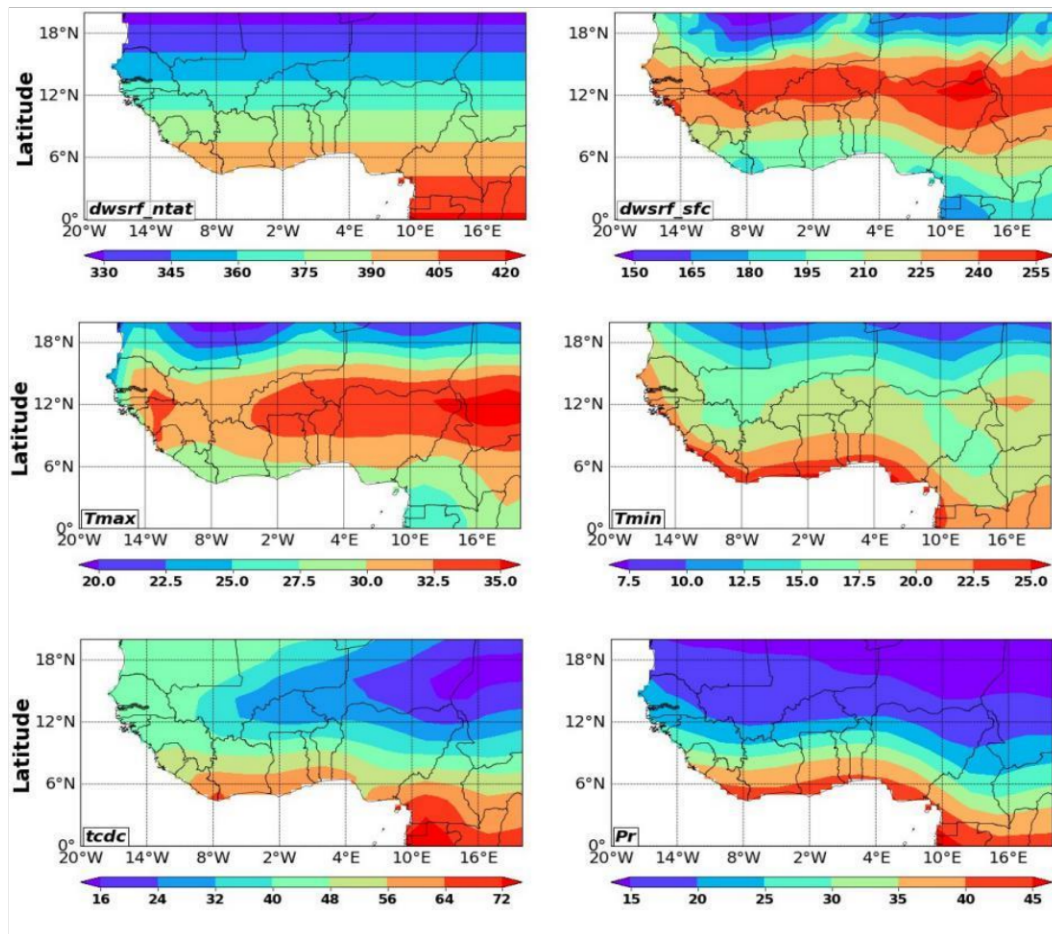 Latitude
18°N
12°N
6°N
0°
dwsrf_ntat
20°W 14°W 8°W 2°W 4°E 10°E 16°E
330 345 360 375 390 405 420
18°N
12°N
6°N
0°
dwsrf_sfc
20°W 14°W 8°W 2°W 4°E 10°E 16°E
150 165 180 195 210 225 240 255
Latitude
18°N
12°N
6°N
0°
Tmax
20°W 14°W 8°W 2°W 4°E 10°E 16°E
20.0 22.5 25.0 27.5 30.0 32.5 35.0
18°N
12°N
6°N
0°
Tmin
20°W 14°W 8°W 2°W 4°E 10°E 16°E
7.5 10.0 12.5 15.0 17.5 20.0 22.5 25.0
Latitude
18°N
12°N
6°N
0°
tcdc
20°W 14°W 8°W 2°W 4°E 10°E 16°E
16 24 32 40 48 56 64 72
18°N
12°N
6°N
0°
Pr
20°W 14°W 8°W 2°W 4°E 10°E 16°E
15 20 25 30 35 40 45